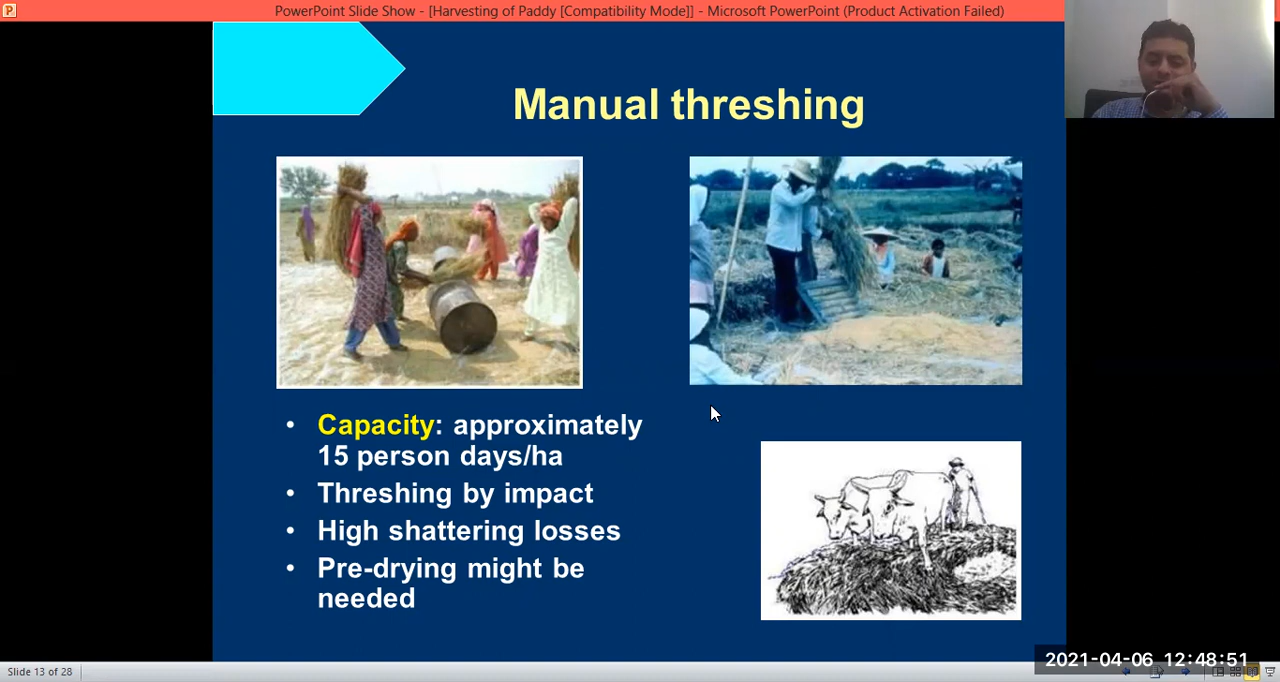 PowerPoint Slide Show - [Harvesting of Paddy [Compatibility Mode]] - Microsoft PowerPoint (Product Activation Failed)
Manual threshing
• Capacity: approximately
15 person days/ha
• Threshing by impact
• High shattering losses
• Pre-drying might be
needed
2021-04-06 12:48:51
Slide 13 of 28